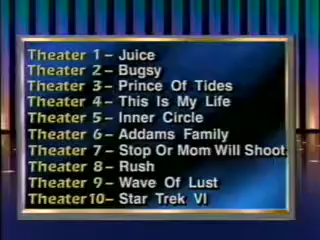 Theater 1 – Juice
Theater 2 – Bugsy
Theater 3 – Prince Of Tides
Theater 4 – This Is My Life
Theater 5 – Inner Circle
Theater 6 – Addams Family
Theater 7 – Stop Or Mom Will Shoot
Theater 8 – Rush
Theater 9 – Wave Of Lust
Theater 10 – Star Trek VI